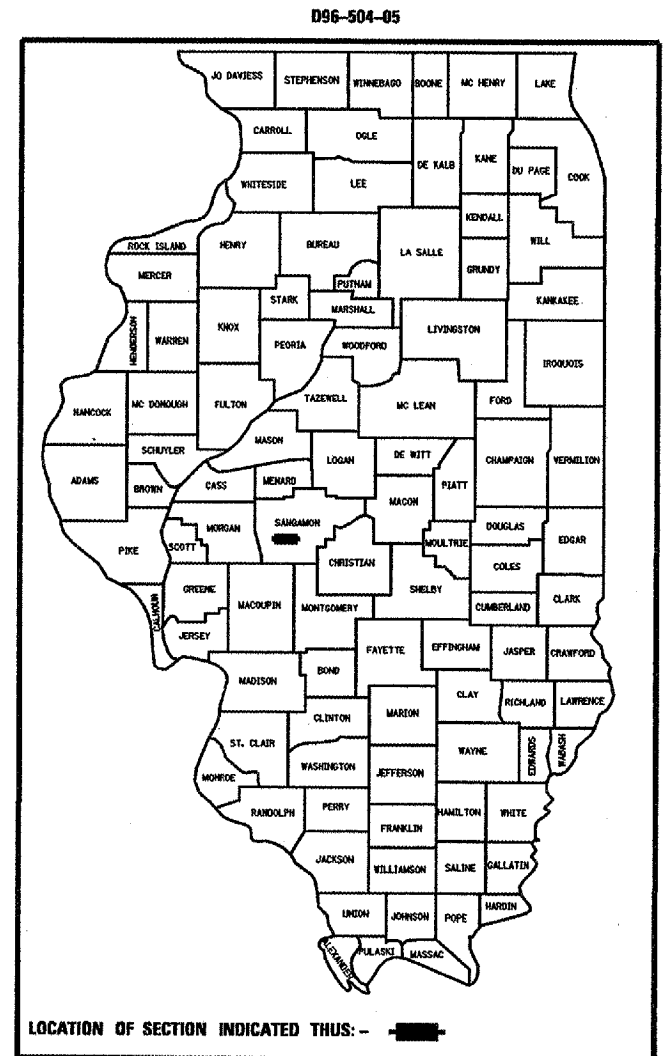 D96-504-05
JO DAVIESS STEPHENSON WINNEBAGO BOONE MC HENRY LAKE
CARROLL OGLE DE KALB KANE DU PAGE COOK
WHITESIDE LEE
KENDALL
ROCK ISLAND HENRY BUREAU LA SALLE GRUNDY WILL
MERCER PUTNAM
STARK MARSHALL KANKAKEE
HENDERSON WARREN KNOX PEORIA WOODFORD LIVINGSTON IROQUOIS
HANCOCK MC DONOUGH FULTON TAZEWELL MC LEAN FORD
MASON
SCHUYLER LOGAN DE WITT CHAMPAIGN VERMILION
ADAMS BROWN CASS MENARD MACON PIATT
PIKE SCOTT MORGAN SANGAMON CHRISTIAN MOULTRIE DOUGLAS EDGAR
COLES
CALHOUN GREENE MACOUPIN MONTGOMERY SHELBY CUMBERLAND CLARK
JERSEY
FAYETTE EFFINGHAM JASPER CRAWFORD
MADISON BOND
CLAY RICHLAND LAWRENCE
CLINTON MARION
ST. CLAIR WAYNE EDWARDS WABASH
MONROE WASHINGTON JEFFERSON
RANDOLPH PERRY HAMILTON WHITE
FRANKLIN
JACKSON WILLIAMSON SALINE GALLATIN
UNION JOHNSON POPE HARDIN
ALEXANDER PULASKI MASSAC
LOCATION OF SECTION INDICATED THUS: -